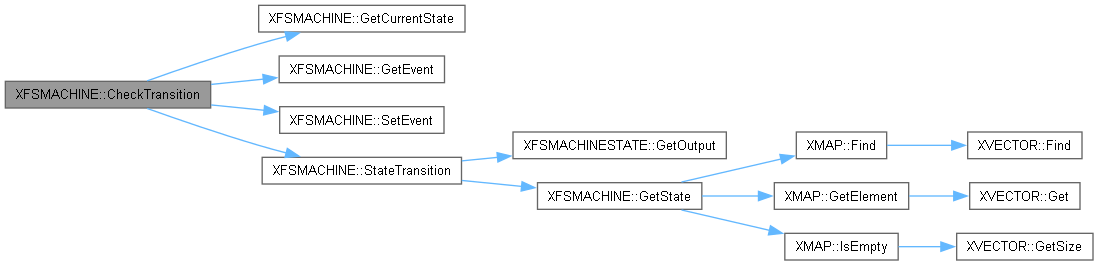 XFSMACHINE::GetCurrentState
XFSMACHINE::GetEvent
XFSMACHINE::CheckTransition
XFSMACHINE::SetEvent
XFSMACHINE::StateTransition
XFSMACHINESTATE::GetOutput
XFSMACHINE::GetState
XMAP::Find
XVECTOR::Find
XMAP::GetElement
XVECTOR::Get
XMAP::IsEmpty
XVECTOR::GetSize